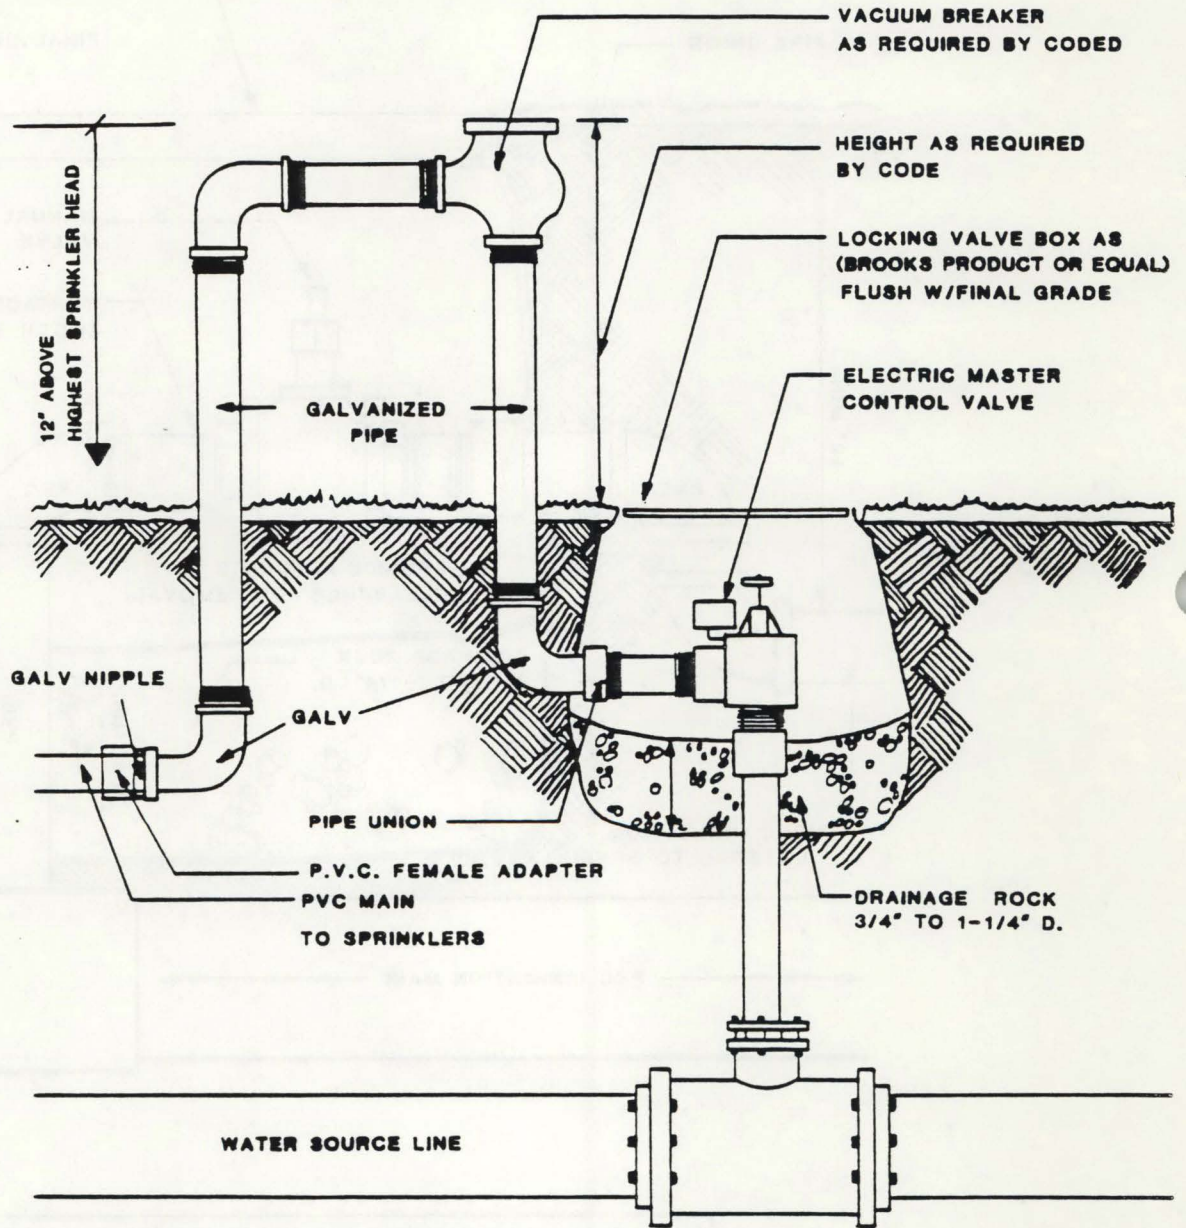 VACUUM BREAKER
AS REQUIRED BY CODED
HEIGHT AS REQUIRED
BY CODE
12" ABOVE
HIGHEST SPRINKLER HEAD
LOCKING VALVE BOX AS
(BROOKS PRODUCT OR EQUAL)
FLUSH W/FINAL GRADE
ELECTRIC MASTER
CONTROL VALVE
GALVANIZED
PIPE
GALV NIPPLE
GALV
PIPE UNION
P.V.C. FEMALE ADAPTER
PVC MAIN
TO SPRINKLERS
DRAINAGE ROCK
3/4" TO 1-1/4" D.
WATER SOURCE LINE